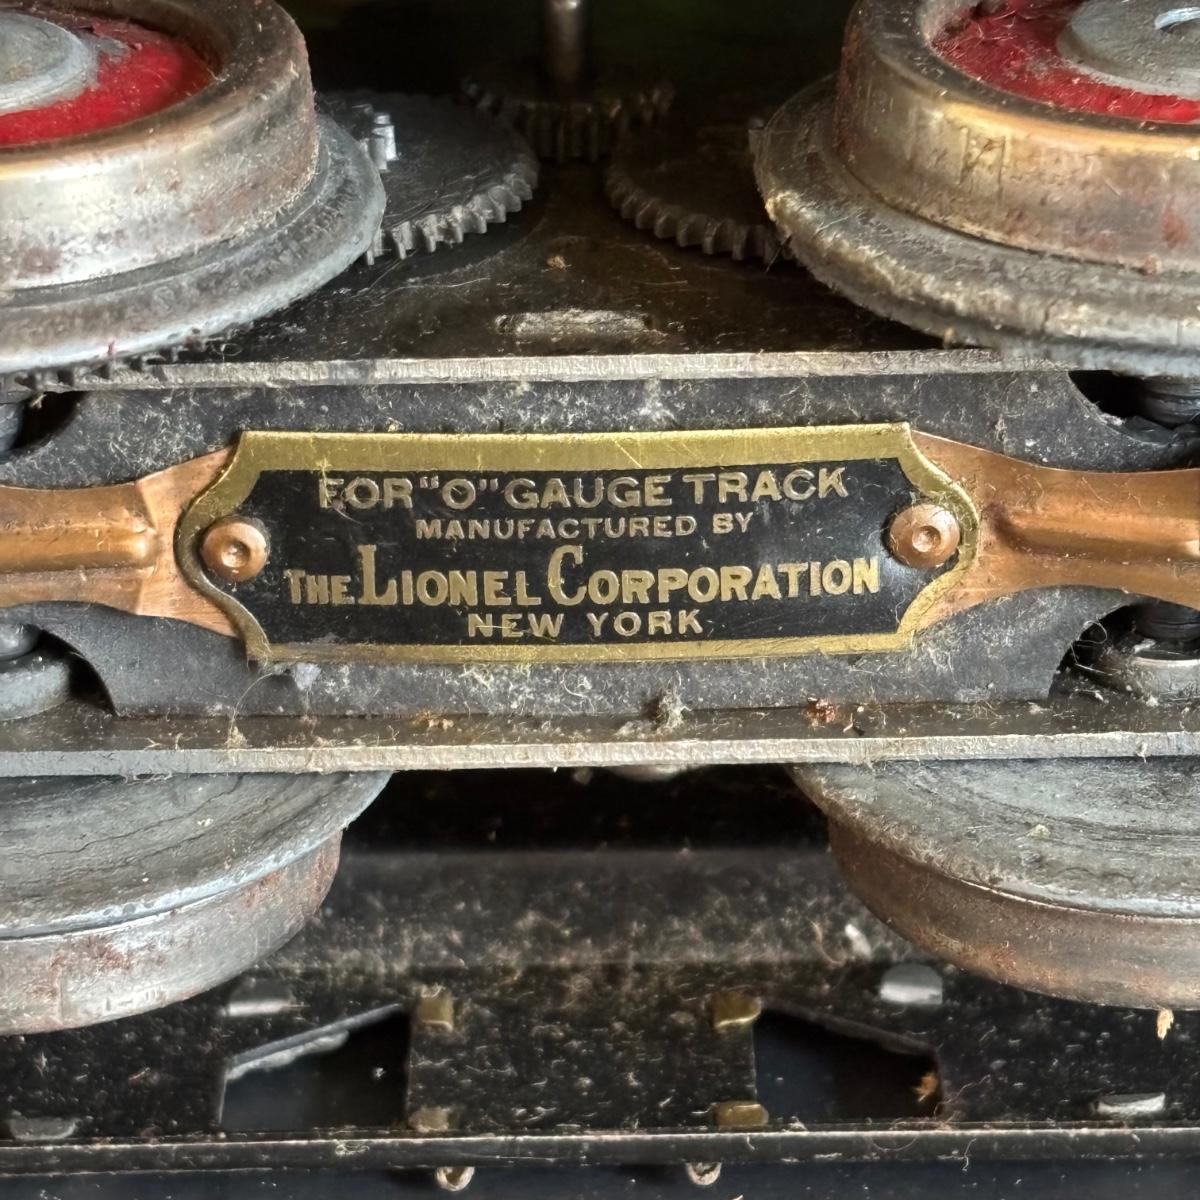 FOR "O" GAUGE TRACK
MANUFACTURED BY
THE LIONEL CORPORATION
NEW YORK